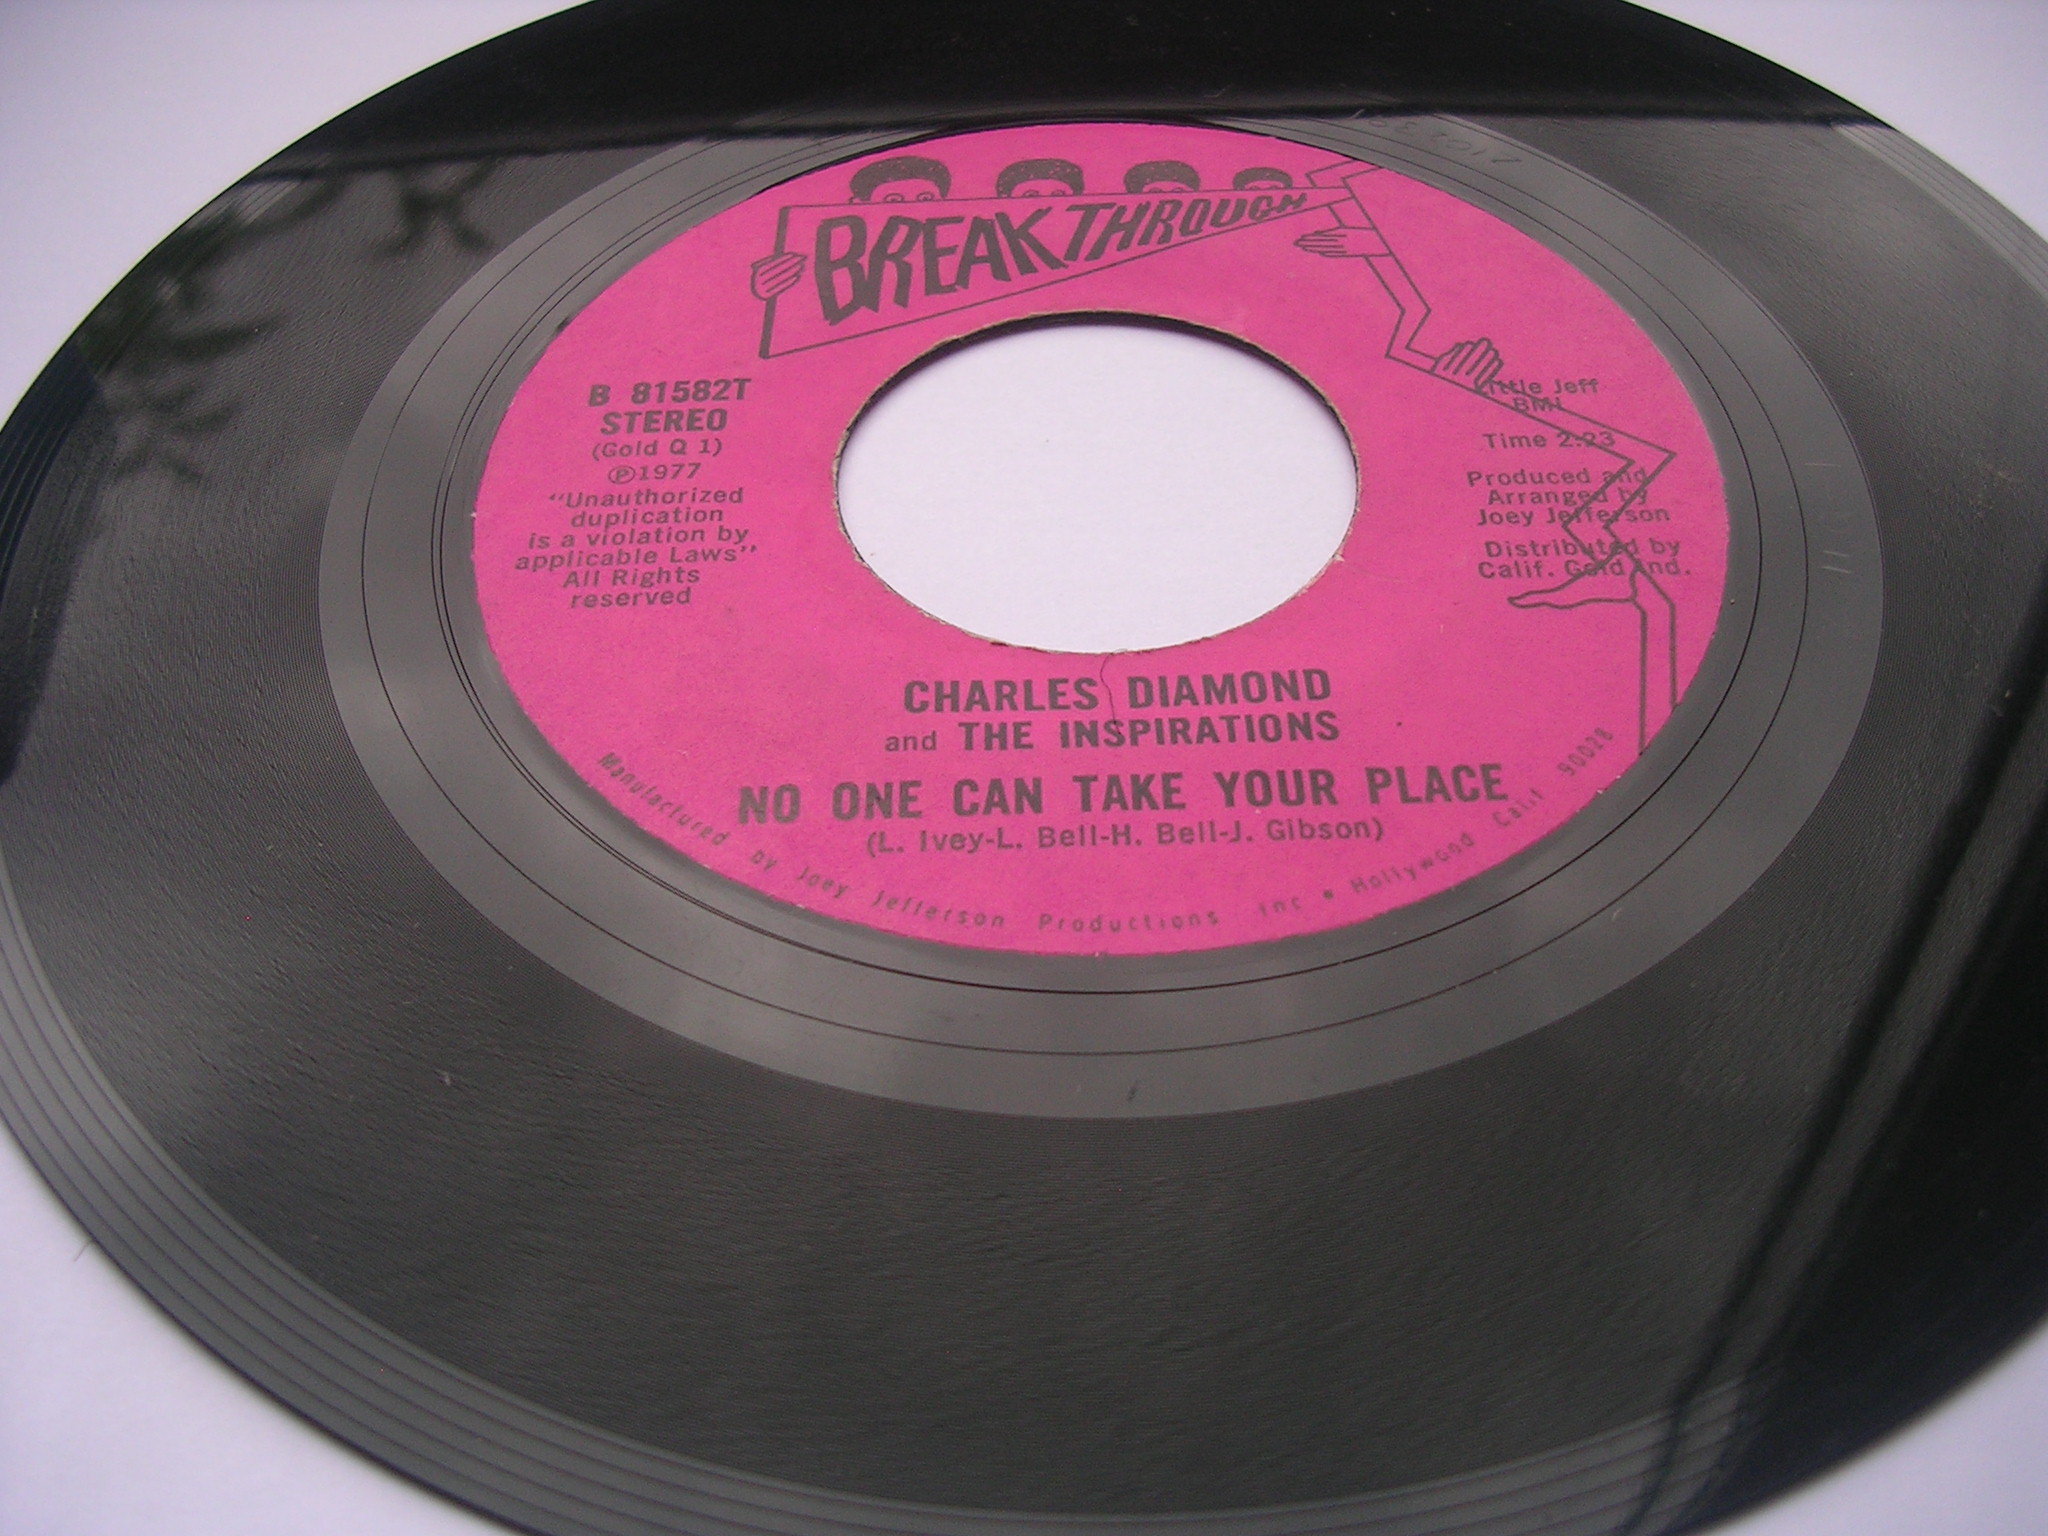 BREAKTHROUGH
B 81582T
STEREO
(Gold Q 1)
℗1977
"Unauthorized
duplication
is a violation by
applicable Laws"
All Rights
reserved
Little Jeff
BMI
Time 2:23
Produced and
Arranged by
Joey Jefferson
Distributed by
Calif. Gold Ind.
CHARLES DIAMOND
and THE INSPIRATIONS
NO ONE CAN TAKE YOUR PLACE
(L. Ivey-L. Bell-H. Bell-J. Gibson)
Manufactured by Joey Jefferson Productions Inc • Hollywood Calif 90028